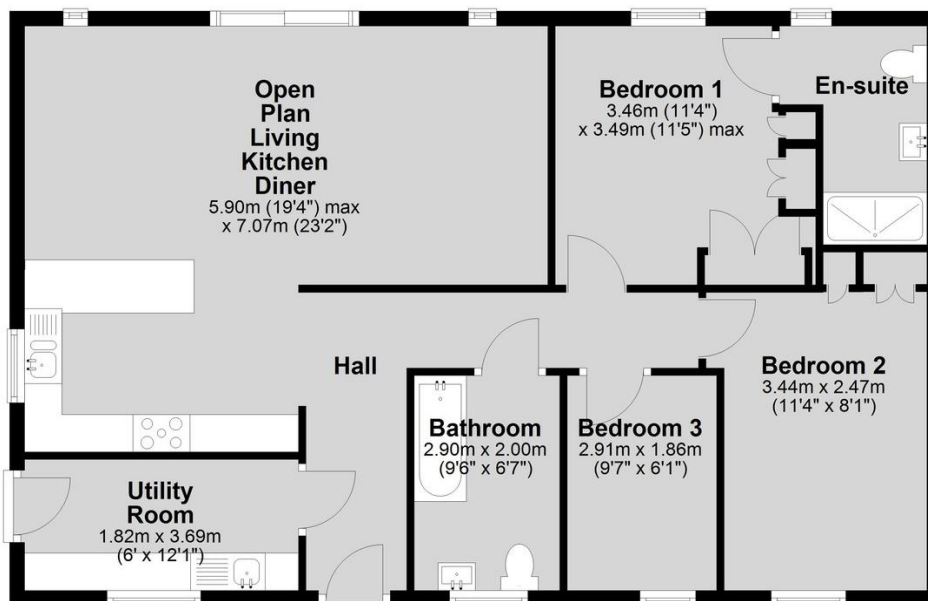 Open
Plan
Living
Kitchen
Diner
5.90m (19'4") max
x 7.07m (23'2")
Bedroom 1
3.46m (11'4")
x 3.49m (11'5") max
En-suite
Hall
Bedroom 2
3.44m x 2.47m
(11'4" x 8'1")
Bathroom
2.90m x 2.00m
(9'6" x 6'7")
Bedroom 3
2.91m x 1.86m
(9'7" x 6'1")
Utility
Room
1.82m x 3.69m
(6' x 12'1")